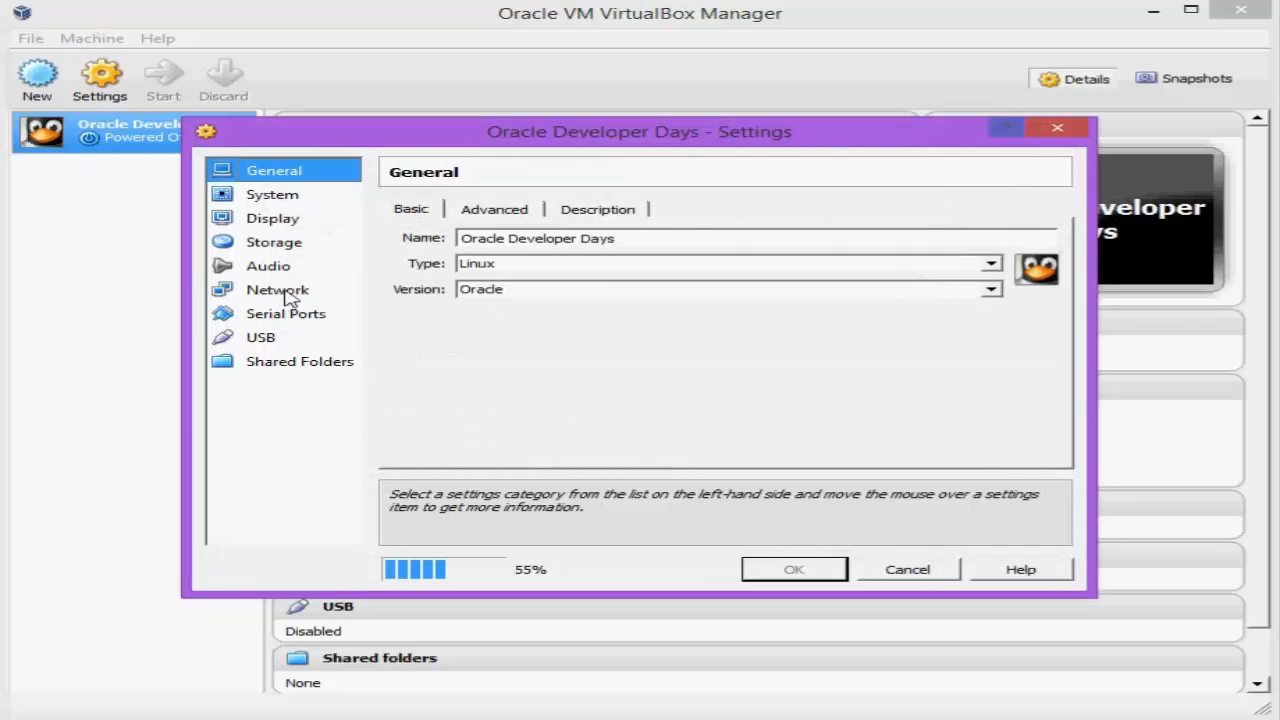 Oracle VM VirtualBox Manager
File Machine Help
New Settings Start Discard
Details Snapshots
Oracle Devel
Powered O
veloper
ys
Oracle Developer Days - Settings
General
System
Display
Storage
Audio
Network
Serial Ports
USB
Shared Folders
General
Basic Advanced Description
Name: Oracle Developer Days
Type: Linux
Version: Oracle
Select a settings category from the list on the left-hand side and move the mouse over a settings
item to get more information.
55%
OK Cancel Help
USB
Disabled
Shared folders
None